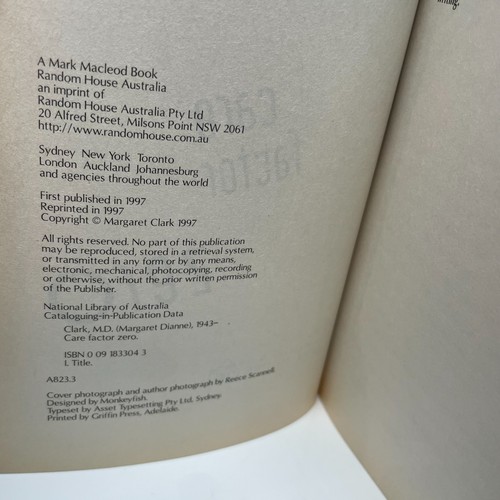 A Mark Macleod Book
Random House Australia
an imprint of
Random House Australia Pty Ltd
20 Alfred Street, Milsons Point NSW 2061
http://www.randomhouse.com.au
Sydney New York Toronto
London Auckland Johannesburg
and agencies throughout the world
First published in 1997
Reprinted in 1997
Copyright © Margaret Clark 1997
All rights reserved. No part of this publication
may be reproduced, stored in a retrieval system,
or transmitted in any form or by any means,
electronic, mechanical, photocopying, recording
or otherwise, without the prior written permission
of the Publisher.
National Library of Australia
Cataloguing-in-Publication Data
Clark, M.D. (Margaret Dianne), 1943–
Care factor zero.
ISBN 0 09 183304 3
I. Title.
A823.3
Cover photograph and author photograph by Reece Scannell.
Designed by Monkeyfish.
Typeset by Asset Typesetting Pty Ltd, Sydney
Printed by Griffin Press, Adelaide.